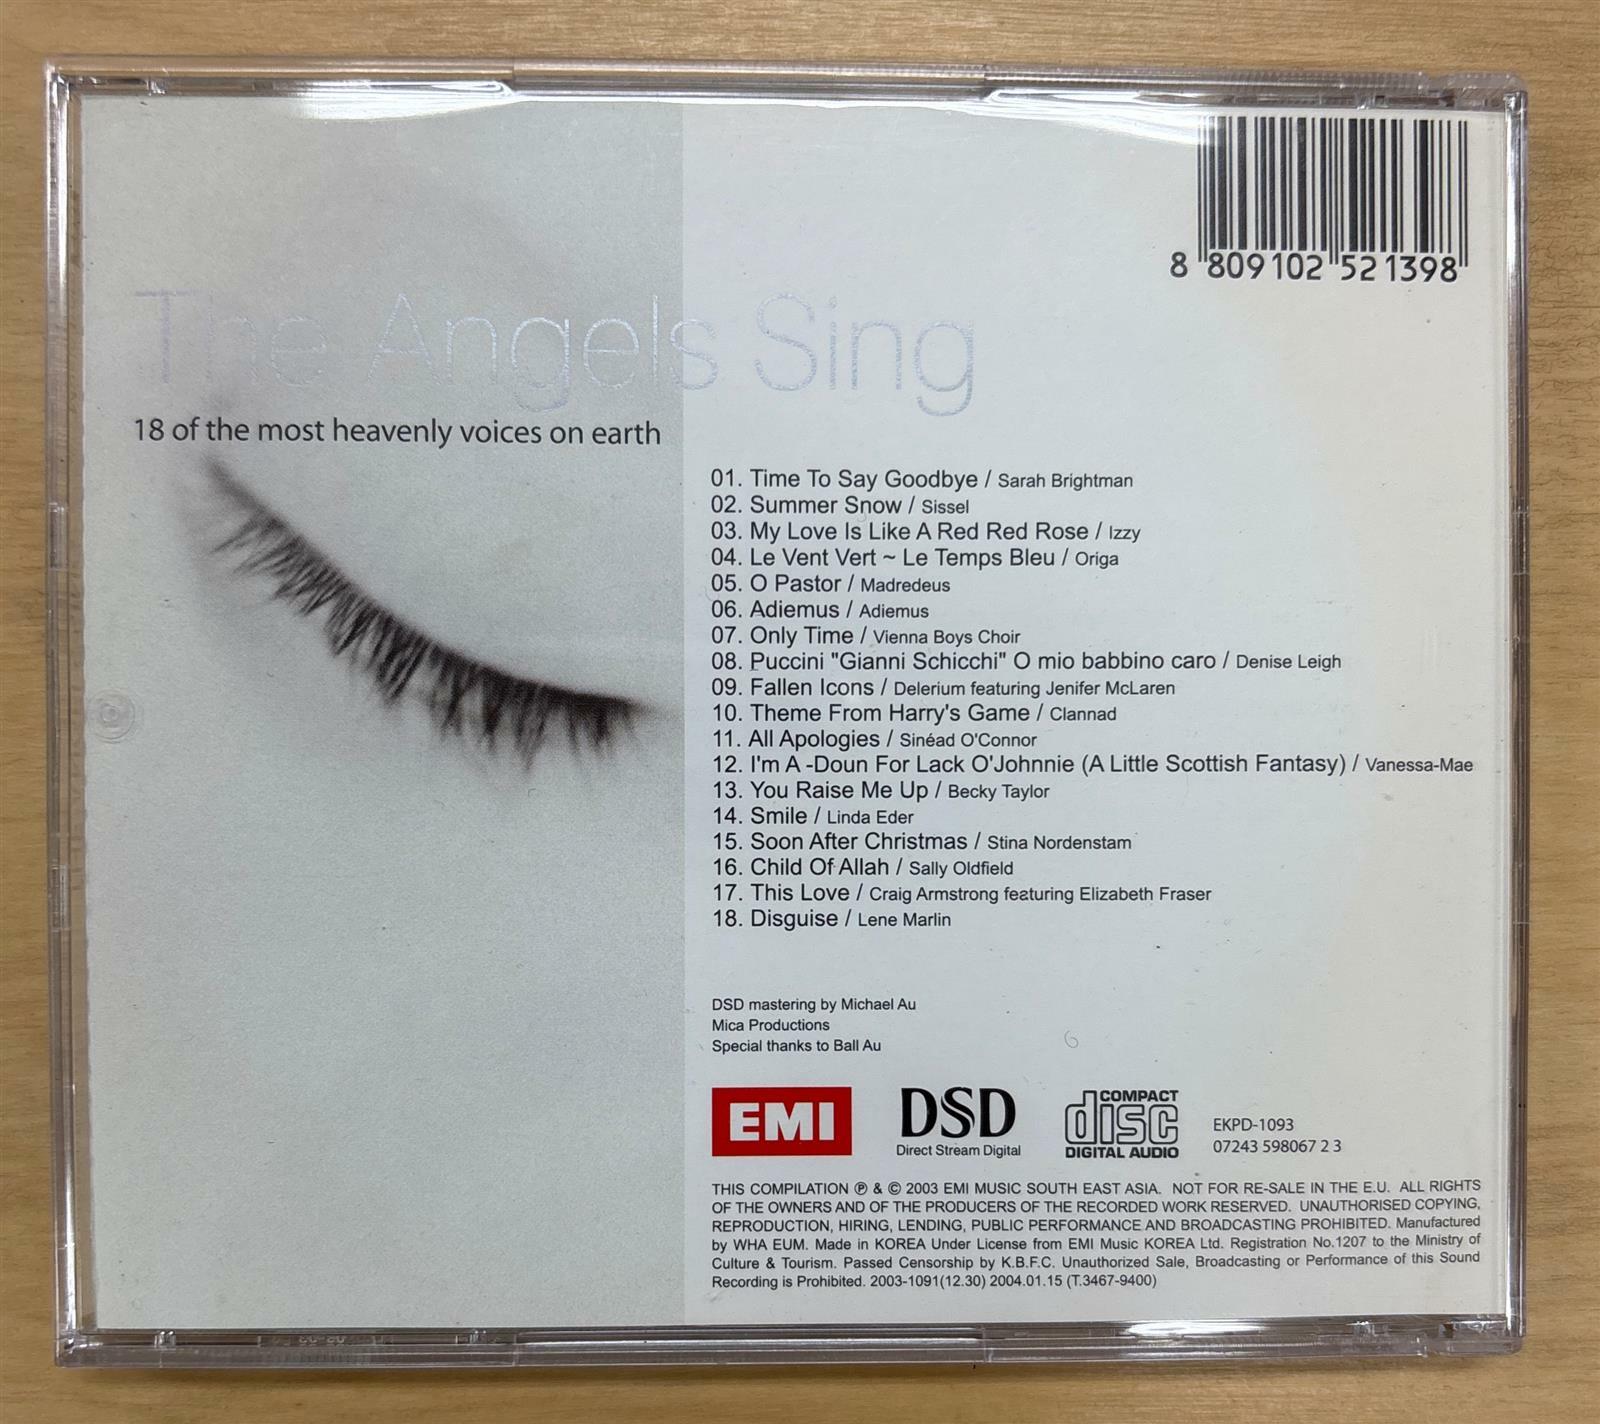 8 809102 521398
The Angels Sing
18 of the most heavenly voices on earth
01. Time To Say Goodbye / Sarah Brightman
02. Summer Snow / Sissel
03. My Love Is Like A Red Red Rose / Izzy
04. Le Vent Vert ~ Le Temps Bleu / Origa
05. O Pastor / Madredeus
06. Adiemus / Adiemus
07. Only Time / Vienna Boys Choir
08. Puccini "Gianni Schicchi" O mio babbino caro / Denise Leigh
09. Fallen Icons / Delerium featuring Jenifer McLaren
10. Theme From Harry's Game / Clannad
11. All Apologies / Sinéad O'Connor
12. I'm A -Doun For Lack O'Johnnie (A Little Scottish Fantasy) / Vanessa-Mae
13. You Raise Me Up / Becky Taylor
14. Smile / Linda Eder
15. Soon After Christmas / Stina Nordenstam
16. Child Of Allah / Sally Oldfield
17. This Love / Craig Armstrong featuring Elizabeth Fraser
18. Disguise / Lene Marlin
DSD mastering by Michael Au
Mica Productions
Special thanks to Ball Au
EMI
DSD
Direct Stream Digital
COMPACT
disc
DIGITAL AUDIO
EKPD-1093
07243 598067 2 3
THIS COMPILATION ℗ & © 2003 EMI MUSIC SOUTH EAST ASIA. NOT FOR RE-SALE IN THE E.U. ALL RIGHTS
OF THE OWNERS AND OF THE PRODUCERS OF THE RECORDED WORK RESERVED. UNAUTHORISED COPYING,
REPRODUCTION, HIRING, LENDING, PUBLIC PERFORMANCE AND BROADCASTING PROHIBITED. Manufactured
by WHA EUM. Made in KOREA Under License from EMI Music KOREA Ltd. Registration No.1207 to the Ministry of
Culture & Tourism. Passed Censorship by K.B.F.C. Unauthorized Sale, Broadcasting or Performance of this Sound
Recording is Prohibited. 2003-1091(12.30) 2004.01.15 (T.3467-9400)